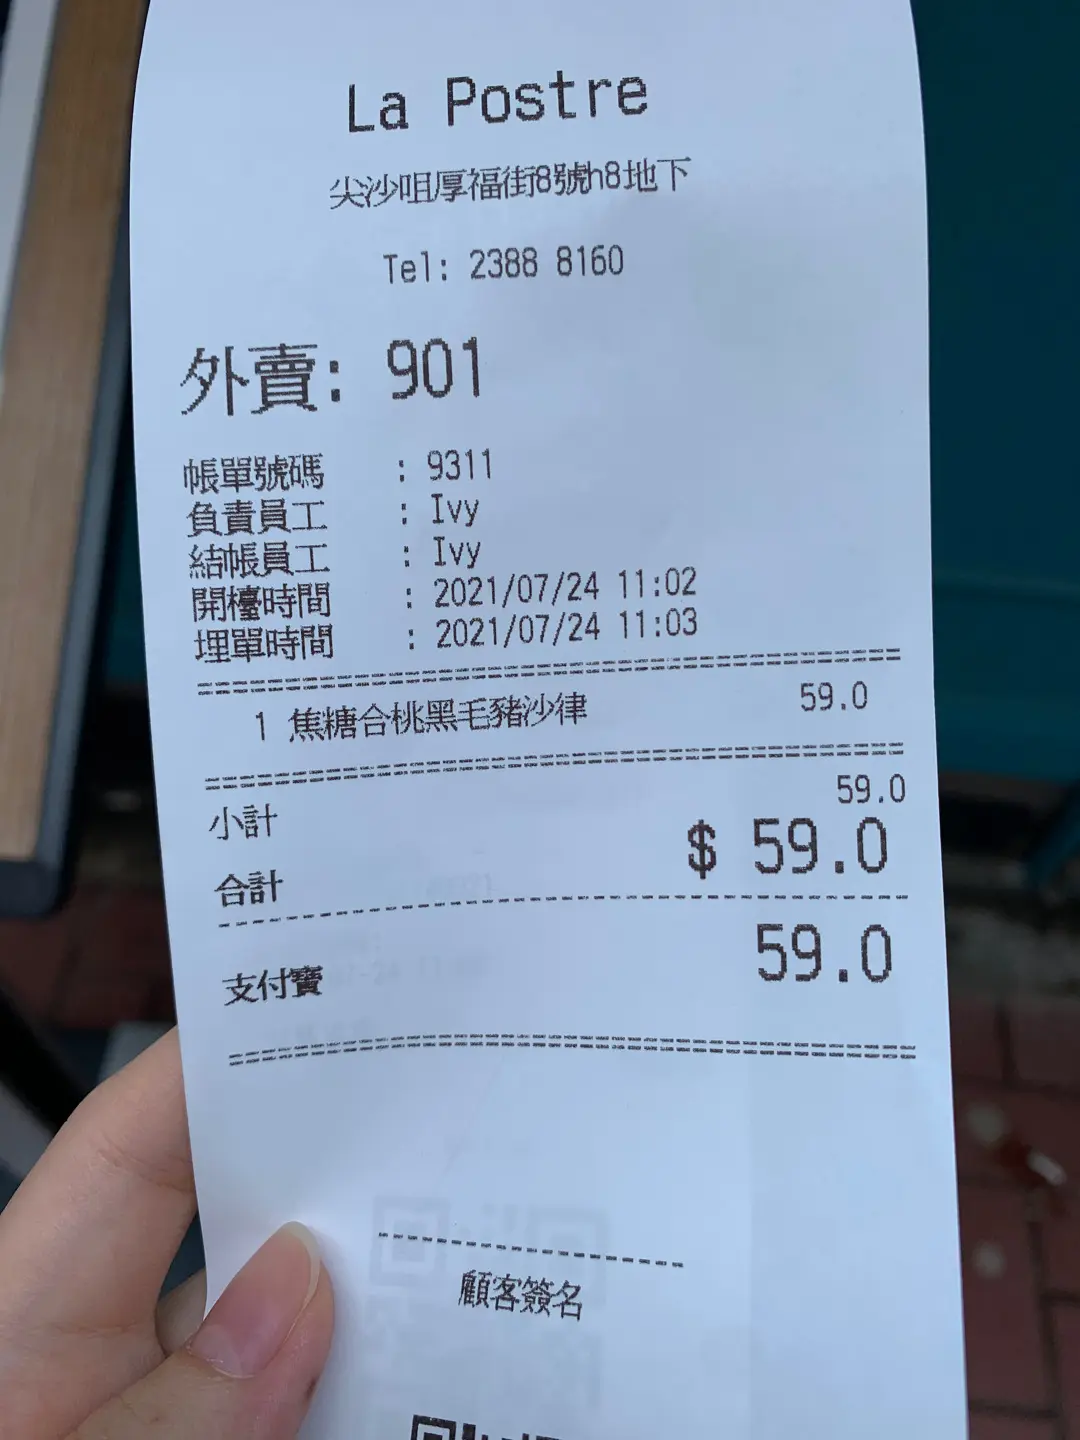 La Postre
尖沙咀厚福街8號h8地下
Tel: 2388 8160
外賣: 901
帳單號碼 : 9311
負責員工 : Ivy
結帳員工 : Ivy
開檯時間 : 2021/07/24 11:02
埋單時間 : 2021/07/24 11:03
1 焦糖合桃黑毛豬沙律 59.0
小計 59.0
合計 $ 59.0
支付寶 59.0
顧客簽名